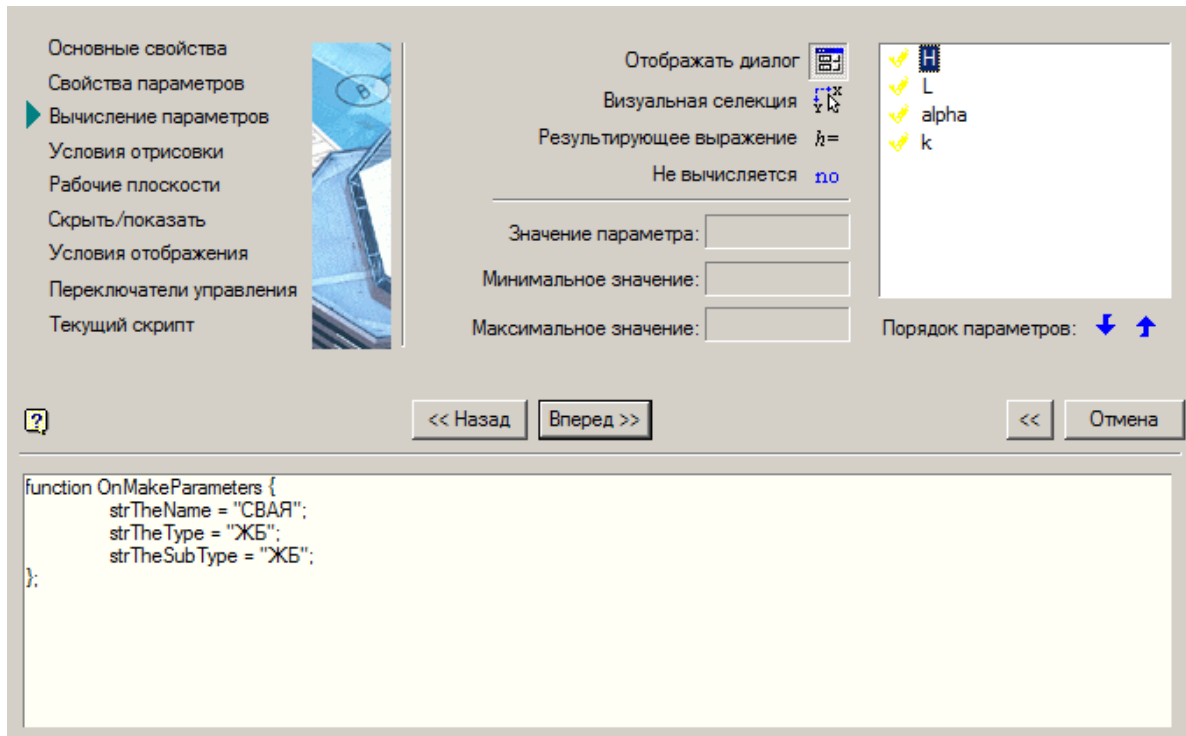 Основные свойства
Свойства параметров
Вычисление параметров
Условия отрисовки
Рабочие плоскости
Скрыть/показать
Условия отображения
Переключатели управления
Текущий скрипт
B
Отображать диалог
Визуальная селекция
Результирующее выражение h=
Не вычисляется no
Значение параметра:
Минимальное значение:
Максимальное значение:
H
L
alpha
k
Порядок параметров:
?
<< Назад
Вперед >>
<<
Отмена
function OnMakeParameters {
strTheName = "СВАЯ";
strTheType = "ЖБ";
strTheSubType = "ЖБ";
};